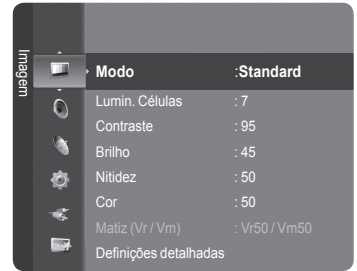 Imagem
Modo :Standard
Lumin. Células : 7
Contraste : 95
Brilho : 45
Nitidez : 50
Cor : 50
Matiz (Vr / Vm) : Vr50 / Vm50
Definições detalhadas